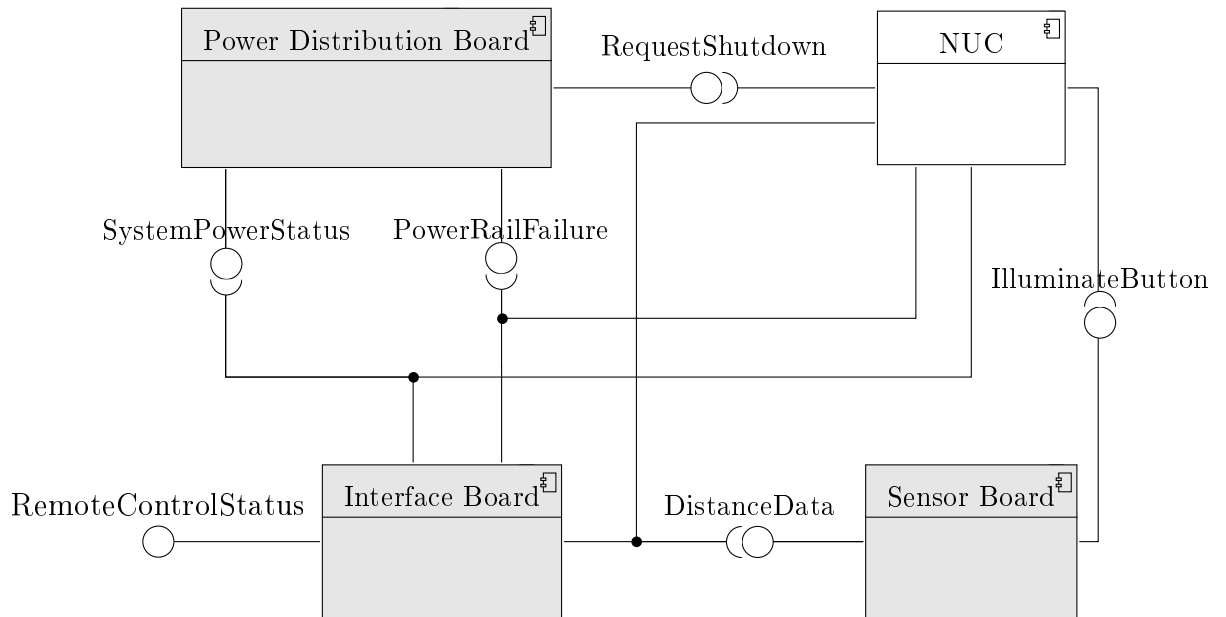 Power Distribution Board
RequestShutdown
NUC
SystemPowerStatus
PowerRailFailure
IlluminateButton
RemoteControlStatus
Interface Board
DistanceData
Sensor Board